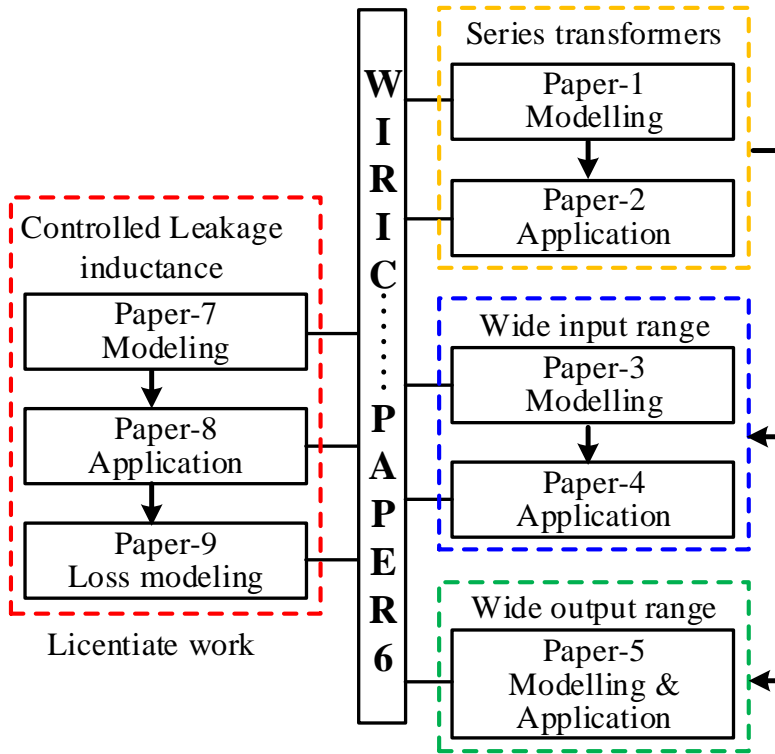 Controlled Leakage
inductance
Paper-7
Modeling
Paper-8
Application
Paper-9
Loss modeling
Licentiate work
WIRIC......PAPER6
Series transformers
Paper-1
Modelling
Paper-2
Application
Wide input range
Paper-3
Modelling
Paper-4
Application
Wide output range
Paper-5
Modelling &
Application